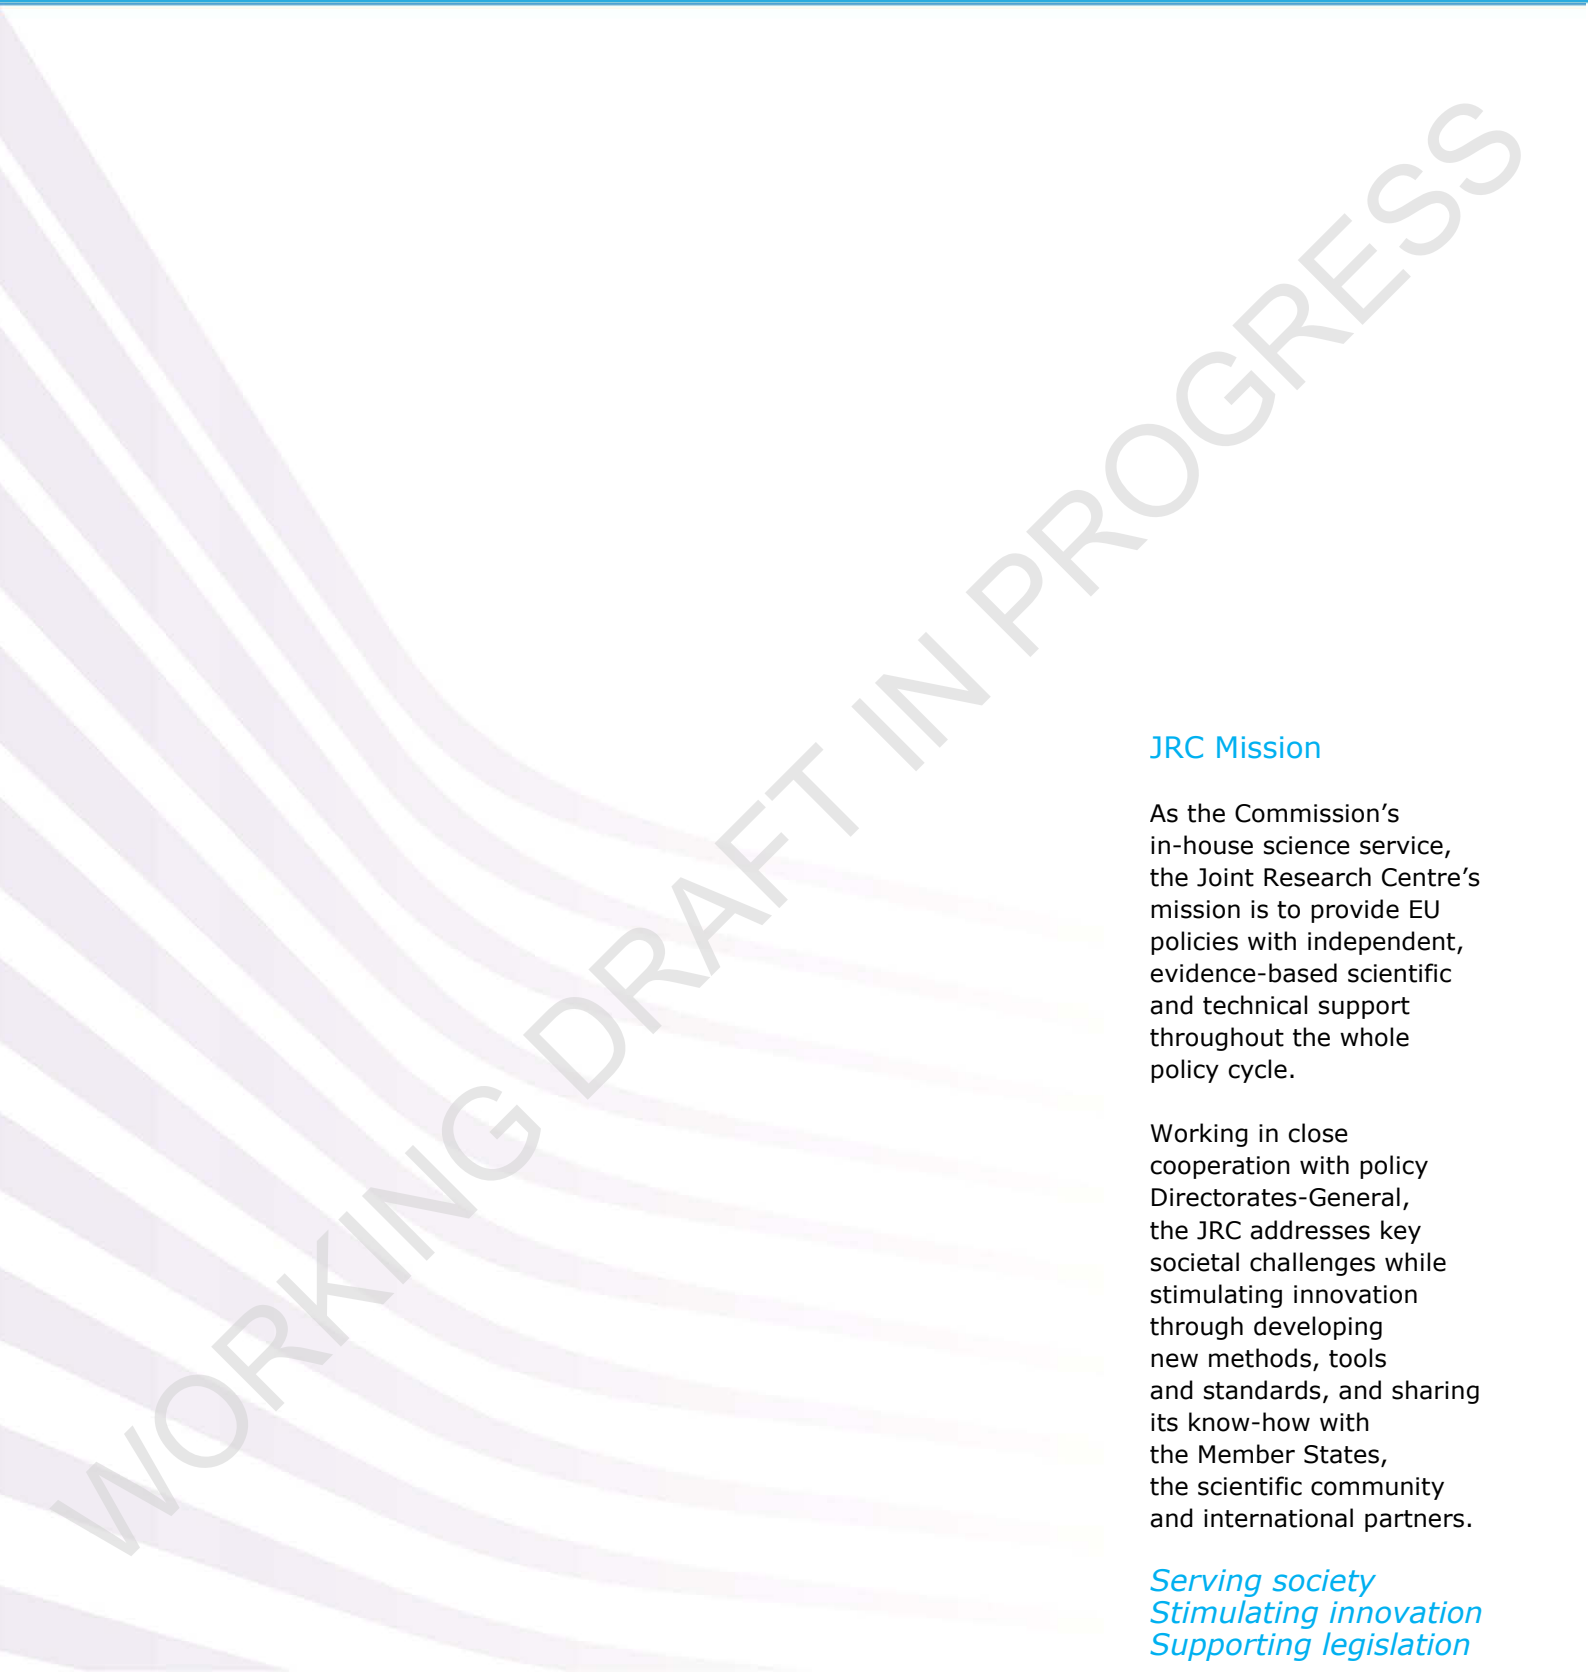 WORKING DRAFT IN PROGRESS
JRC Mission
As the Commission’s
in-house science service,
the Joint Research Centre’s
mission is to provide EU
policies with independent,
evidence-based scientific
and technical support
throughout the whole
policy cycle.
Working in close
cooperation with policy
Directorates-General,
the JRC addresses key
societal challenges while
stimulating innovation
through developing
new methods, tools
and standards, and sharing
its know-how with
the Member States,
the scientific community
and international partners.
Serving society
Stimulating innovation
Supporting legislation